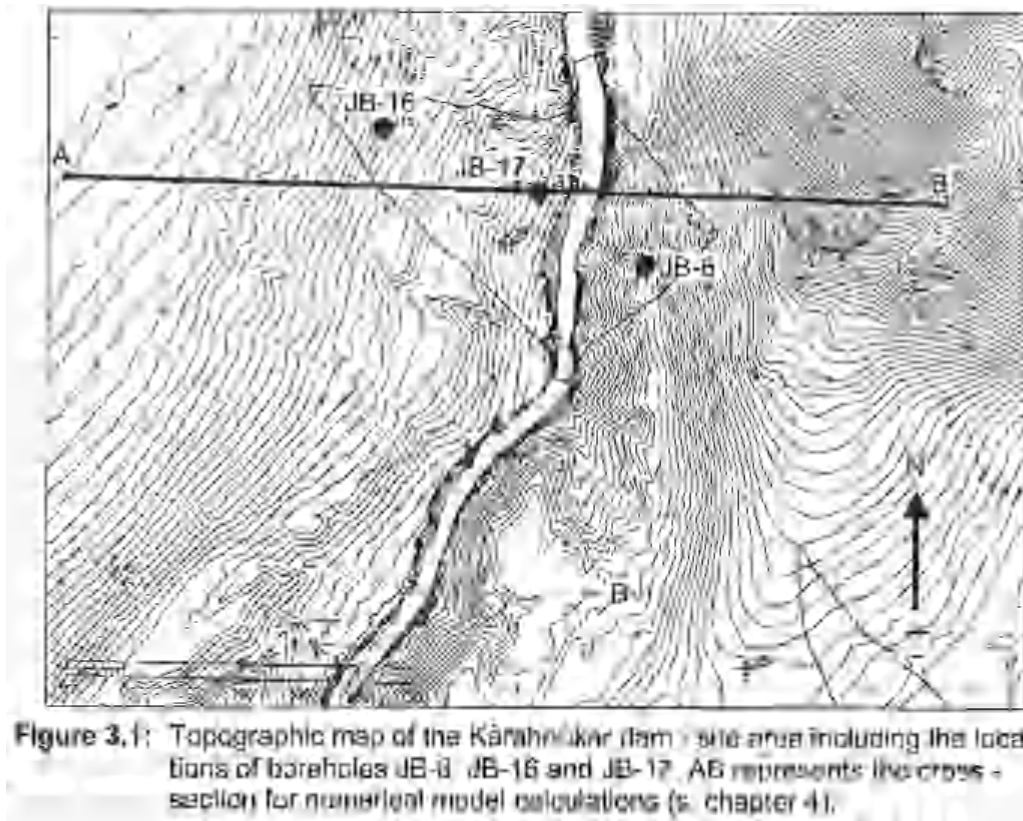 JB-16
A
JB-17
B
JB-8
N
B
Figure 3.1: Topographic map of the Kárahnúkar dam - site area including the loca
tions of boreholes JB-8, JB-16 and JB-17. AB represents the cross -
section for numerical model calculations (s. chapter 4).